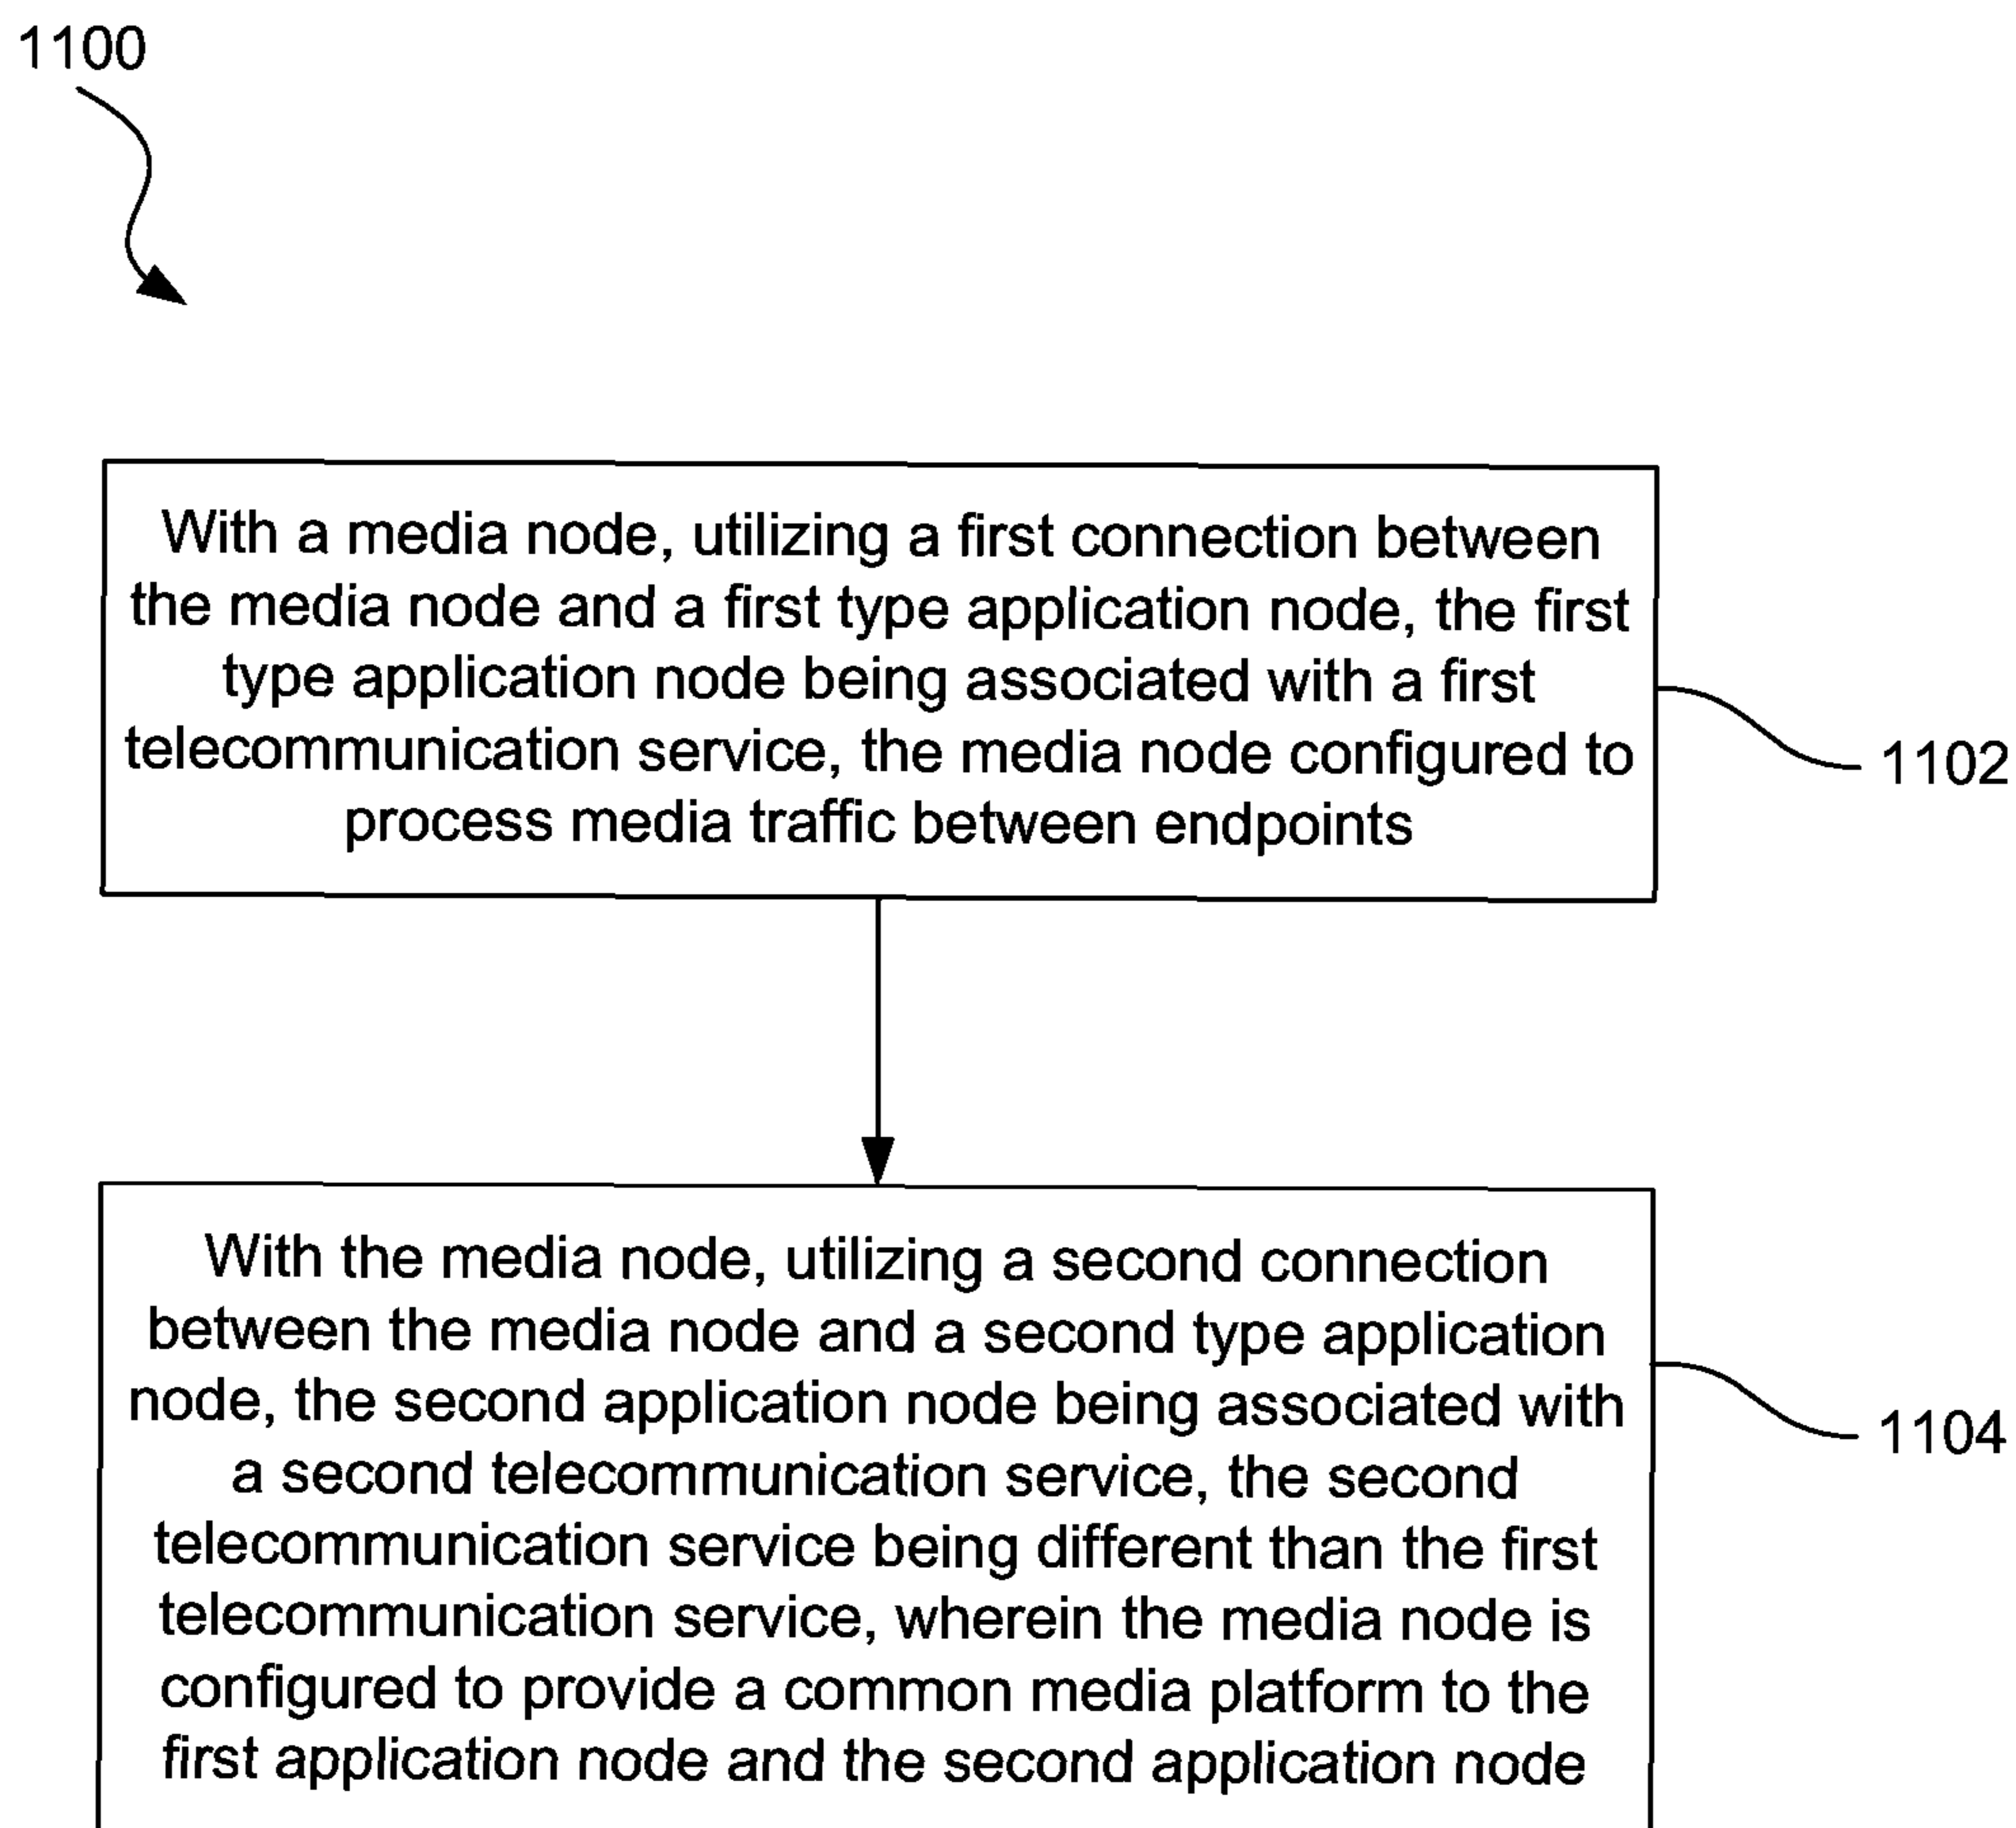 1100
With a media node, utilizing a first connection between
the media node and a first type application node, the first
type application node being associated with a first
telecommunication service, the media node configured to
process media traffic between endpoints
1102
With the media node, utilizing a second connection
between the media node and a second type application
node, the second application node being associated with
a second telecommunication service, the second
telecommunication service being different than the first
telecommunication service, wherein the media node is
configured to provide a common media platform to the
first application node and the second application node
1104